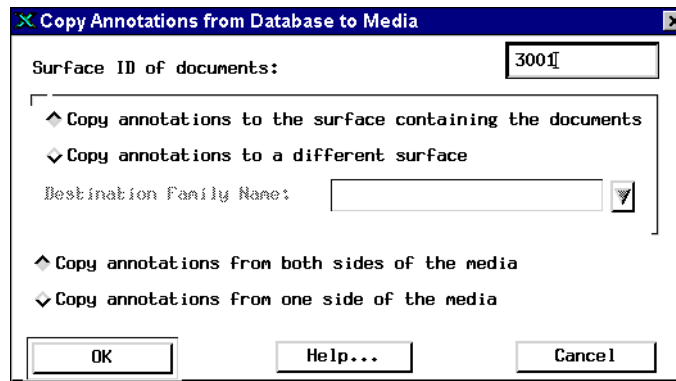 Copy Annotations from Database to Media
Surface ID of documents: 3001
Copy annotations to the surface containing the documents
Copy annotations to a different surface
Destination Family Name:
Copy annotations from both sides of the media
Copy annotations from one side of the media
OK Help... Cancel